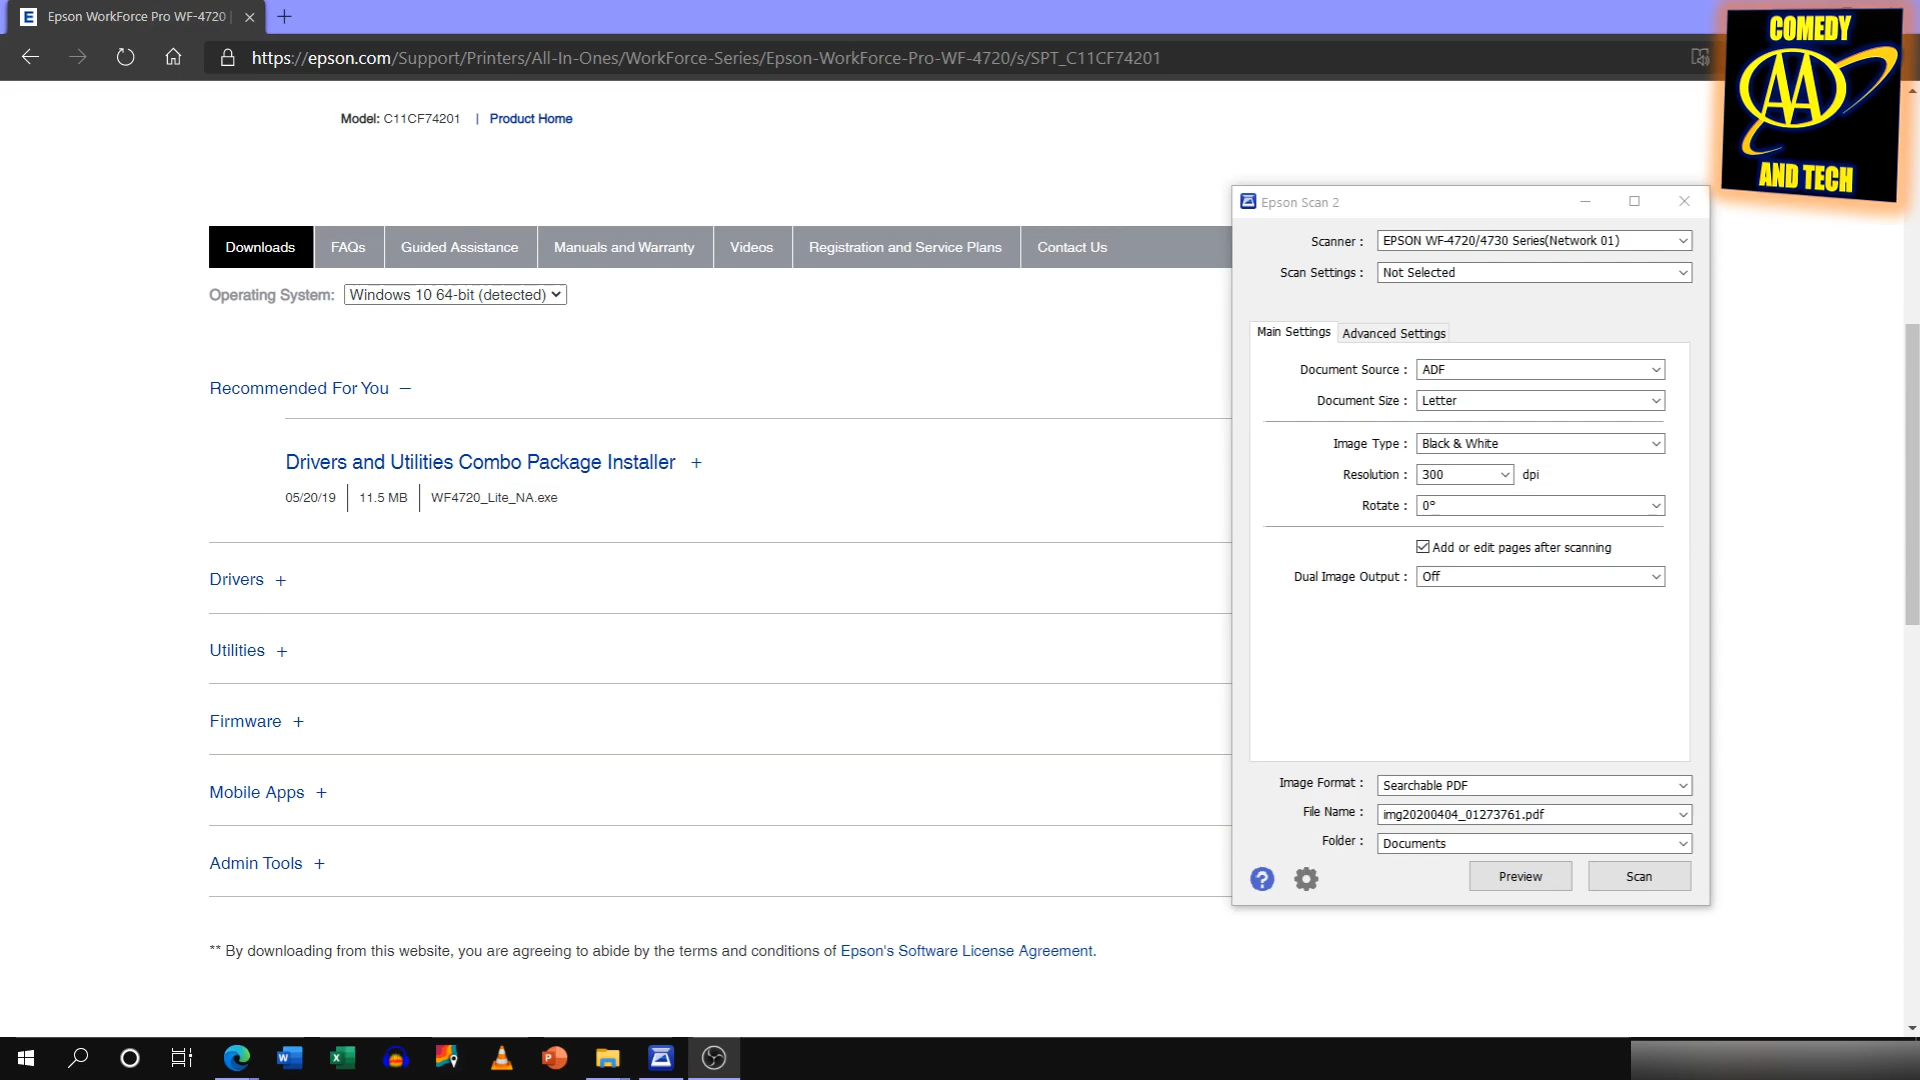 Epson WorkForce Pro WF-4720 |
https://epson.com/Support/Printers/All-In-Ones/WorkForce-Series/Epson-WorkForce-Pro-WF-4720/s/SPT_C11CF74201
COMEDY
AA
AND TECH
Model: C11CF74201 | Product Home
Downloads
FAQs
Guided Assistance
Manuals and Warranty
Videos
Registration and Service Plans
Contact Us
Operating System: Windows 10 64-bit (detected)
Recommended For You −
Drivers and Utilities Combo Package Installer +
05/20/19 | 11.5 MB | WF4720_Lite_NA.exe
Drivers +
Utilities +
Firmware +
Mobile Apps +
Admin Tools +
** By downloading from this website, you are agreeing to abide by the terms and conditions of Epson's Software License Agreement.
Epson Scan 2
Scanner : EPSON WF-4720/4730 Series(Network 01)
Scan Settings : Not Selected
Main Settings
Advanced Settings
Document Source : ADF
Document Size : Letter
Image Type : Black & White
Resolution : 300 dpi
Rotate : 0°
Add or edit pages after scanning
Dual Image Output : Off
Image Format : Searchable PDF
File Name : img20200404_01273761.pdf
Folder : Documents
Preview
Scan